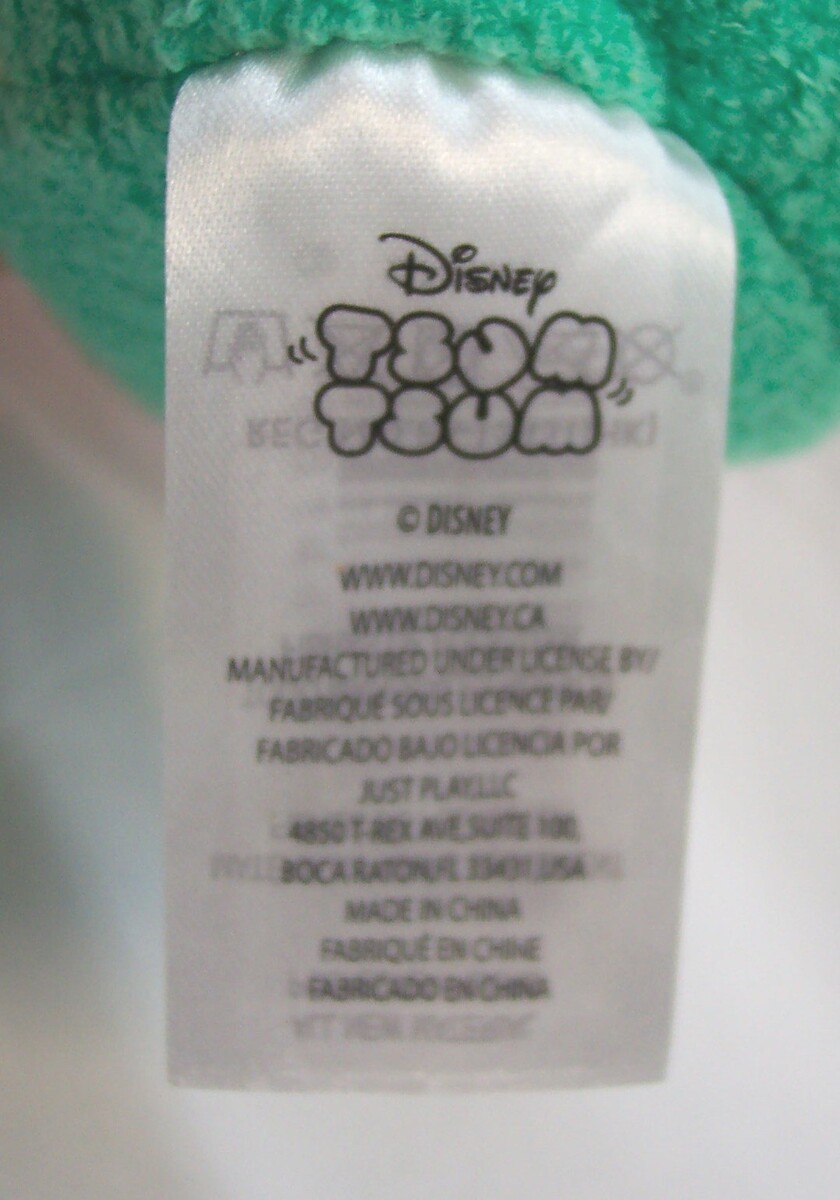 Disney
TSUM
TSUM
© DISNEY
WWW.DISNEY.COM
WWW.DISNEY.CA
MANUFACTURED UNDER LICENSE BY/
FABRIQUÉ SOUS LICENCE PAR/
FABRICADO BAJO LICENCIA POR
JUST PLAY,LLC
4850 T-REX AVE,SUITE 100,
BOCA RATON,FL 33431,USA
MADE IN CHINA
FABRIQUÉ EN CHINE
FABRICADO EN CHINA